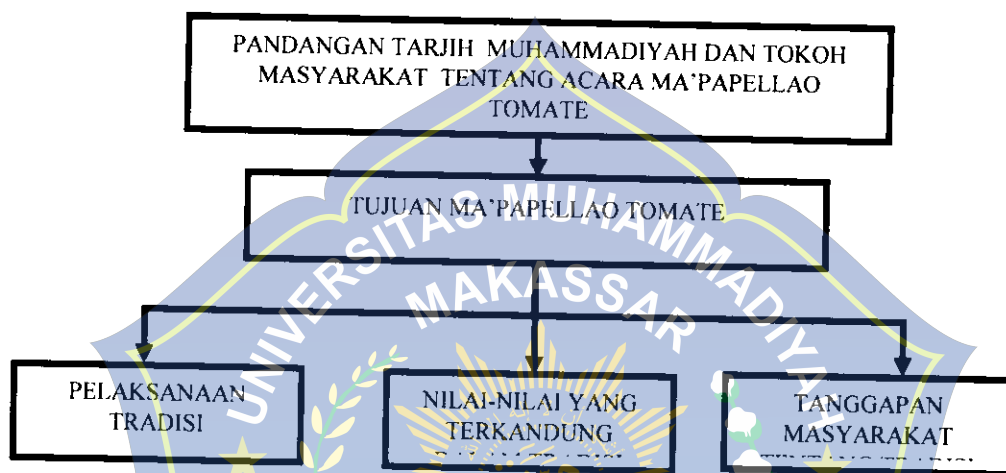 PANDANGAN TARJIH MUHAMMADIYAH DAN TOKOH
MASYARAKAT TENTANG ACARA MA'PAPELLAO
TOMATE
TUJUAN MA'PAPELLAO TOMATE
UNIVERSITAS MUHAMMADIYAH
MAKASSAR
PELAKSANAAN
TRADISI
NILAI-NILAI YANG
TERKANDUNG
TANGGAPAN
MASYARAKAT